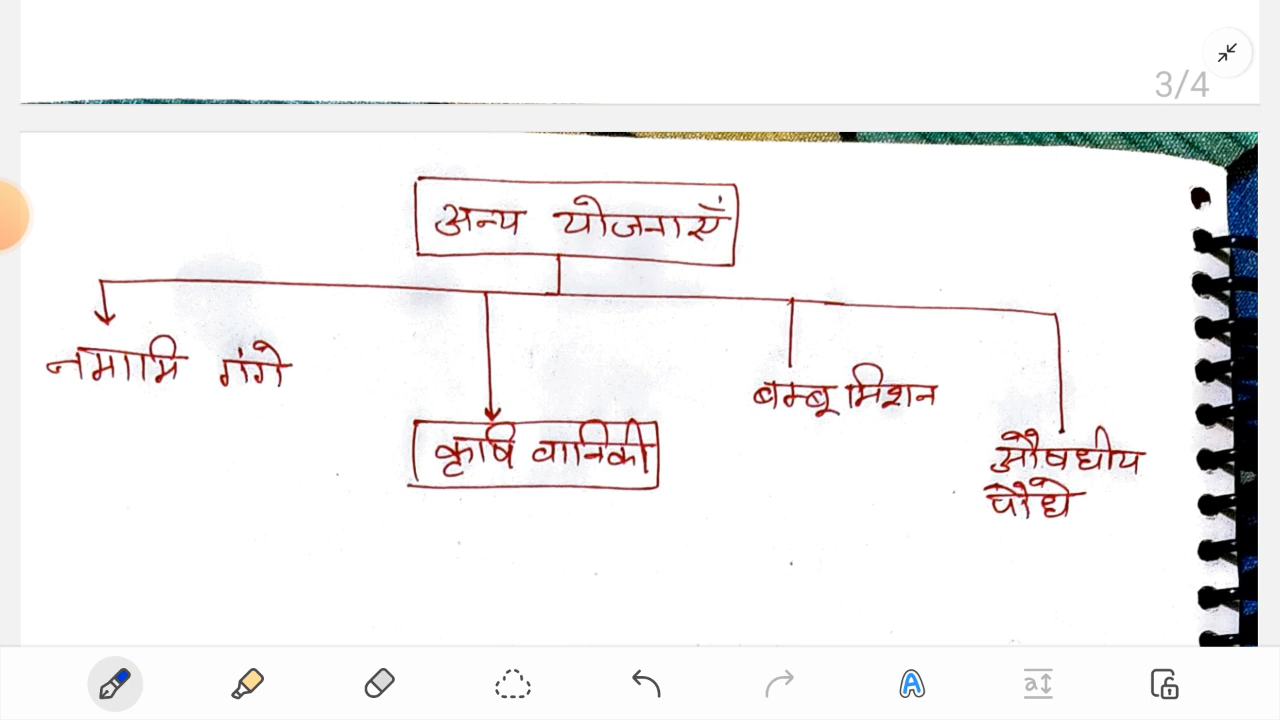 3/4
अन्य योजनाएँ
नमामि गंगे
कृषि वानिकी
बम्बू मिशन
औषधीय
पौधे
A
a